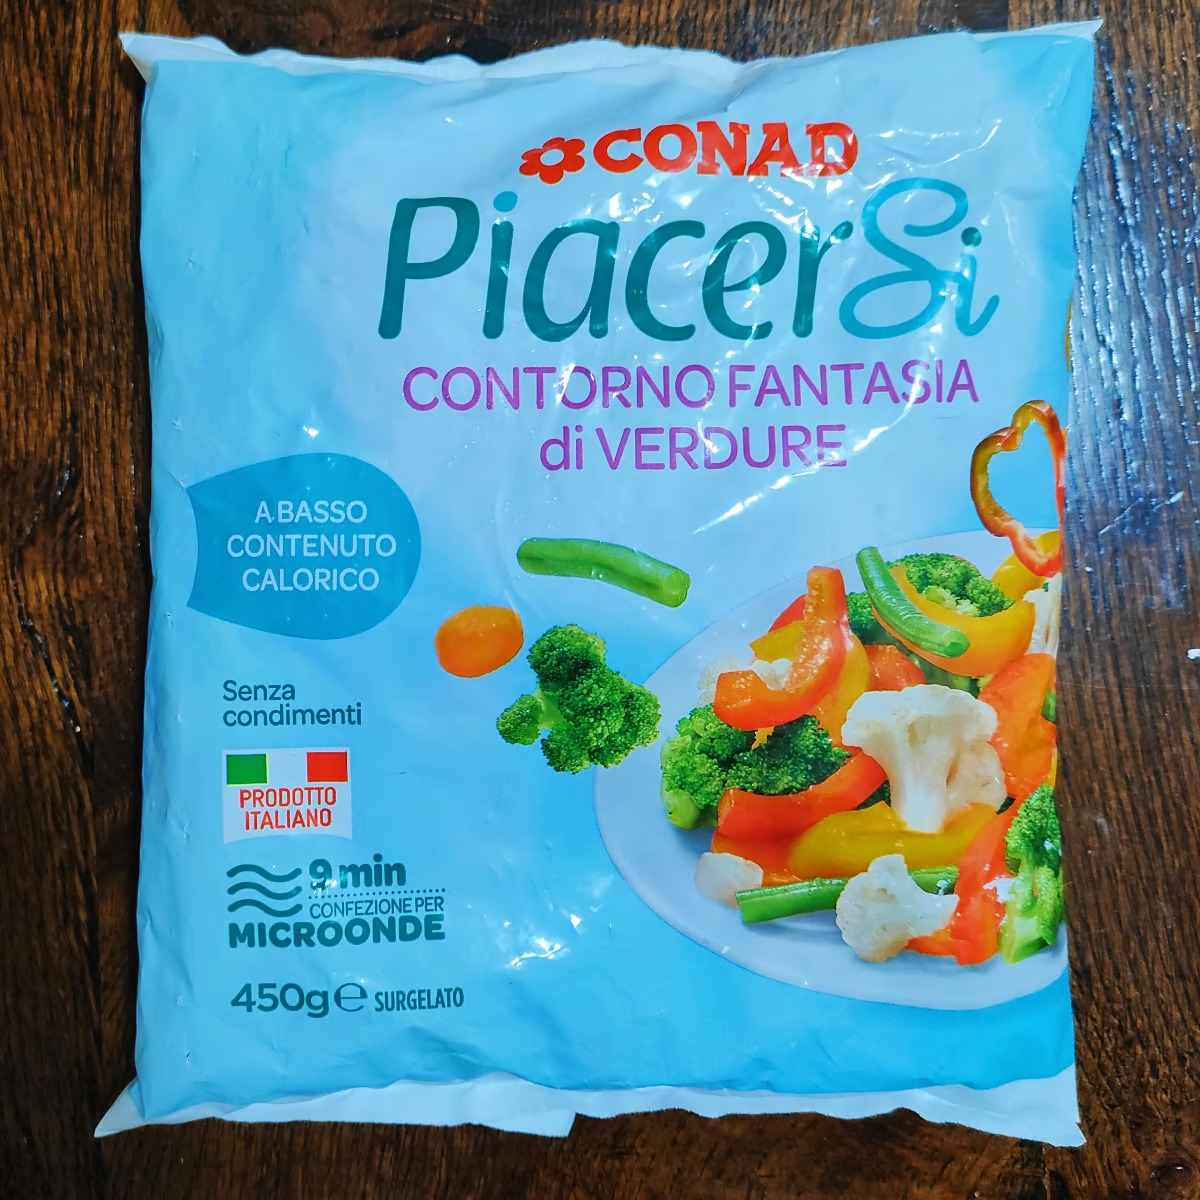 CONAD
PiacerSi
CONTORNO FANTASIA
di VERDURE
A BASSO
CONTENUTO
CALORICO
Senza
condimenti
PRODOTTO
ITALIANO
9 min
CONFEZIONE PER
MICROONDE
450g ℮ SURGELATO